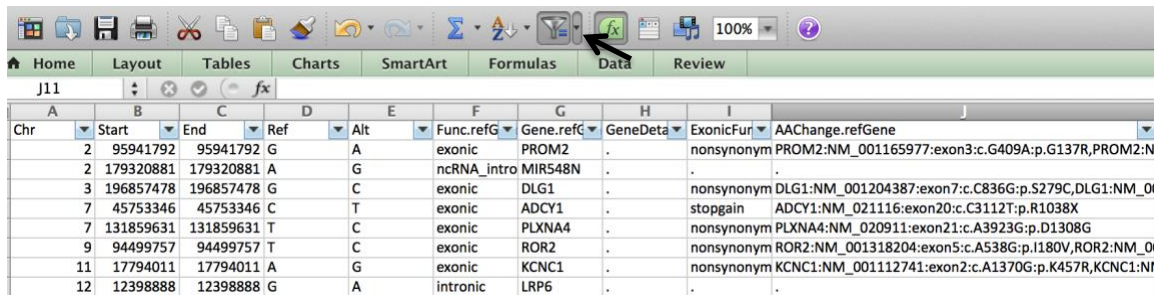 fx 100% ?
Home Layout Tables Charts SmartArt Formulas Data Review
J11 fx
A B C D E F G H I J
Chr Start End Ref Alt Func.refG Gene.refG GeneDeta ExonicFun AAChange.refGene
2 95941792 95941792 G A exonic PROM2 . nonsynonym PROM2:NM_001165977:exon3:c.G409A:p.G137R,PROM2:N
2 179320881 179320881 A G ncRNA_intro MIR548N . . .
3 196857478 196857478 G C exonic DLG1 . nonsynonym DLG1:NM_001204387:exon7:c.C836G:p.S279C,DLG1:NM_00
7 45753346 45753346 C T exonic ADCY1 . stopgain ADCY1:NM_021116:exon20:c.C3112T:p.R1038X
7 131859631 131859631 T C exonic PLXNA4 . nonsynonym PLXNA4:NM_020911:exon21:c.A3923G:p.D1308G
9 94499757 94499757 T C exonic ROR2 . nonsynonym ROR2:NM_001318204:exon5:c.A538G:p.I180V,ROR2:NM_00
11 17794011 17794011 A G exonic KCNC1 . nonsynonym KCNC1:NM_001112741:exon2:c.A1370G:p.K457R,KCNC1:NM
12 12398888 12398888 G A intronic LRP6 . . .